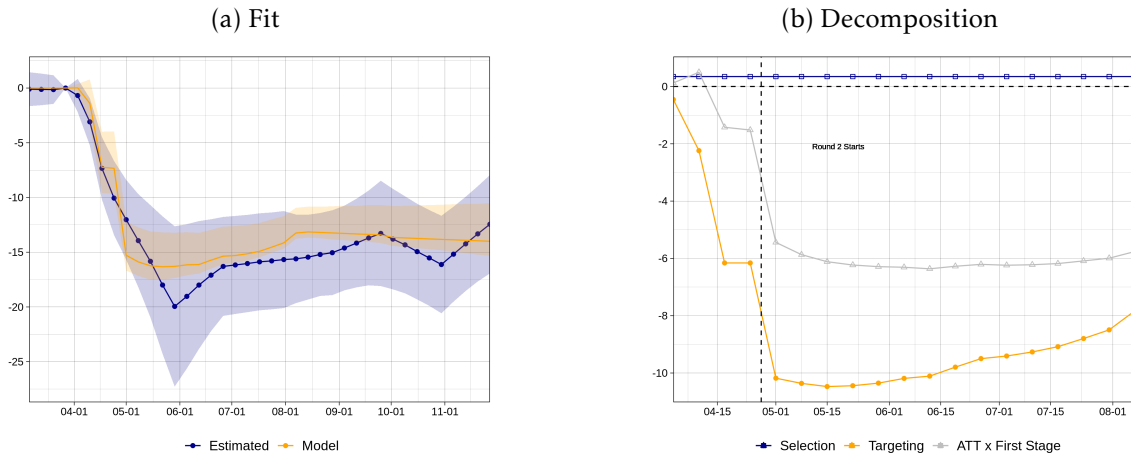 (a) Fit
(b) Decomposition
0
-5
-10
-15
-20
-25
04-01 05-01 06-01 07-01 08-01 09-01 10-01 11-01
Estimated Model
0
-2
-4
-6
-8
-10
Round 2 Starts
04-15 05-01 05-15 06-01 06-15 07-01 07-15 08-01
Selection Targeting ATT x First Stage